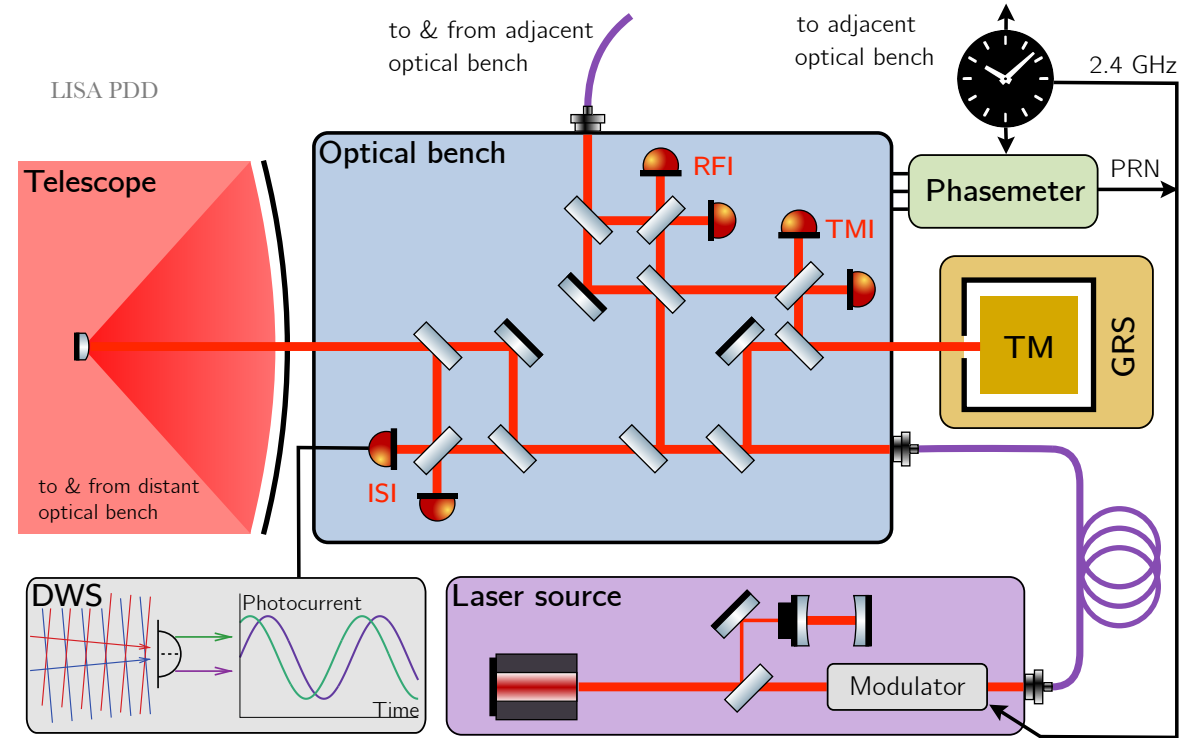 to & from adjacent
optical bench
to adjacent
optical bench
2.4 GHz
LISA PDD
Optical bench
RFI
Telescope
Phasemeter
PRN
TMI
TM
GRS
ISI
to & from distant
optical bench
DWS
Photocurrent
Time
Laser source
Modulator